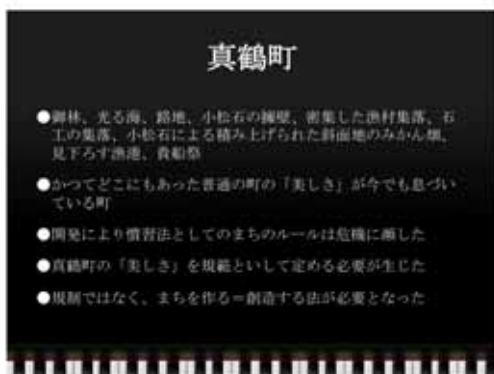 真鶴町
●御林、光る海、路地、小松石の擁壁、密集した漁村集落、石
工の集落、小松石による積み上げられた斜面地のみかん畑、
見下ろす漁港、貴船祭
●かつてどこにもあった普通の町の「美しさ」が今でも息づい
ている町
●開発により慣習法としてのまちのルールは危機に瀕した
●真鶴町の「美しさ」を規範といして定める必要が生じた
●規制ではなく、まちを作る＝創造する法が必要となった